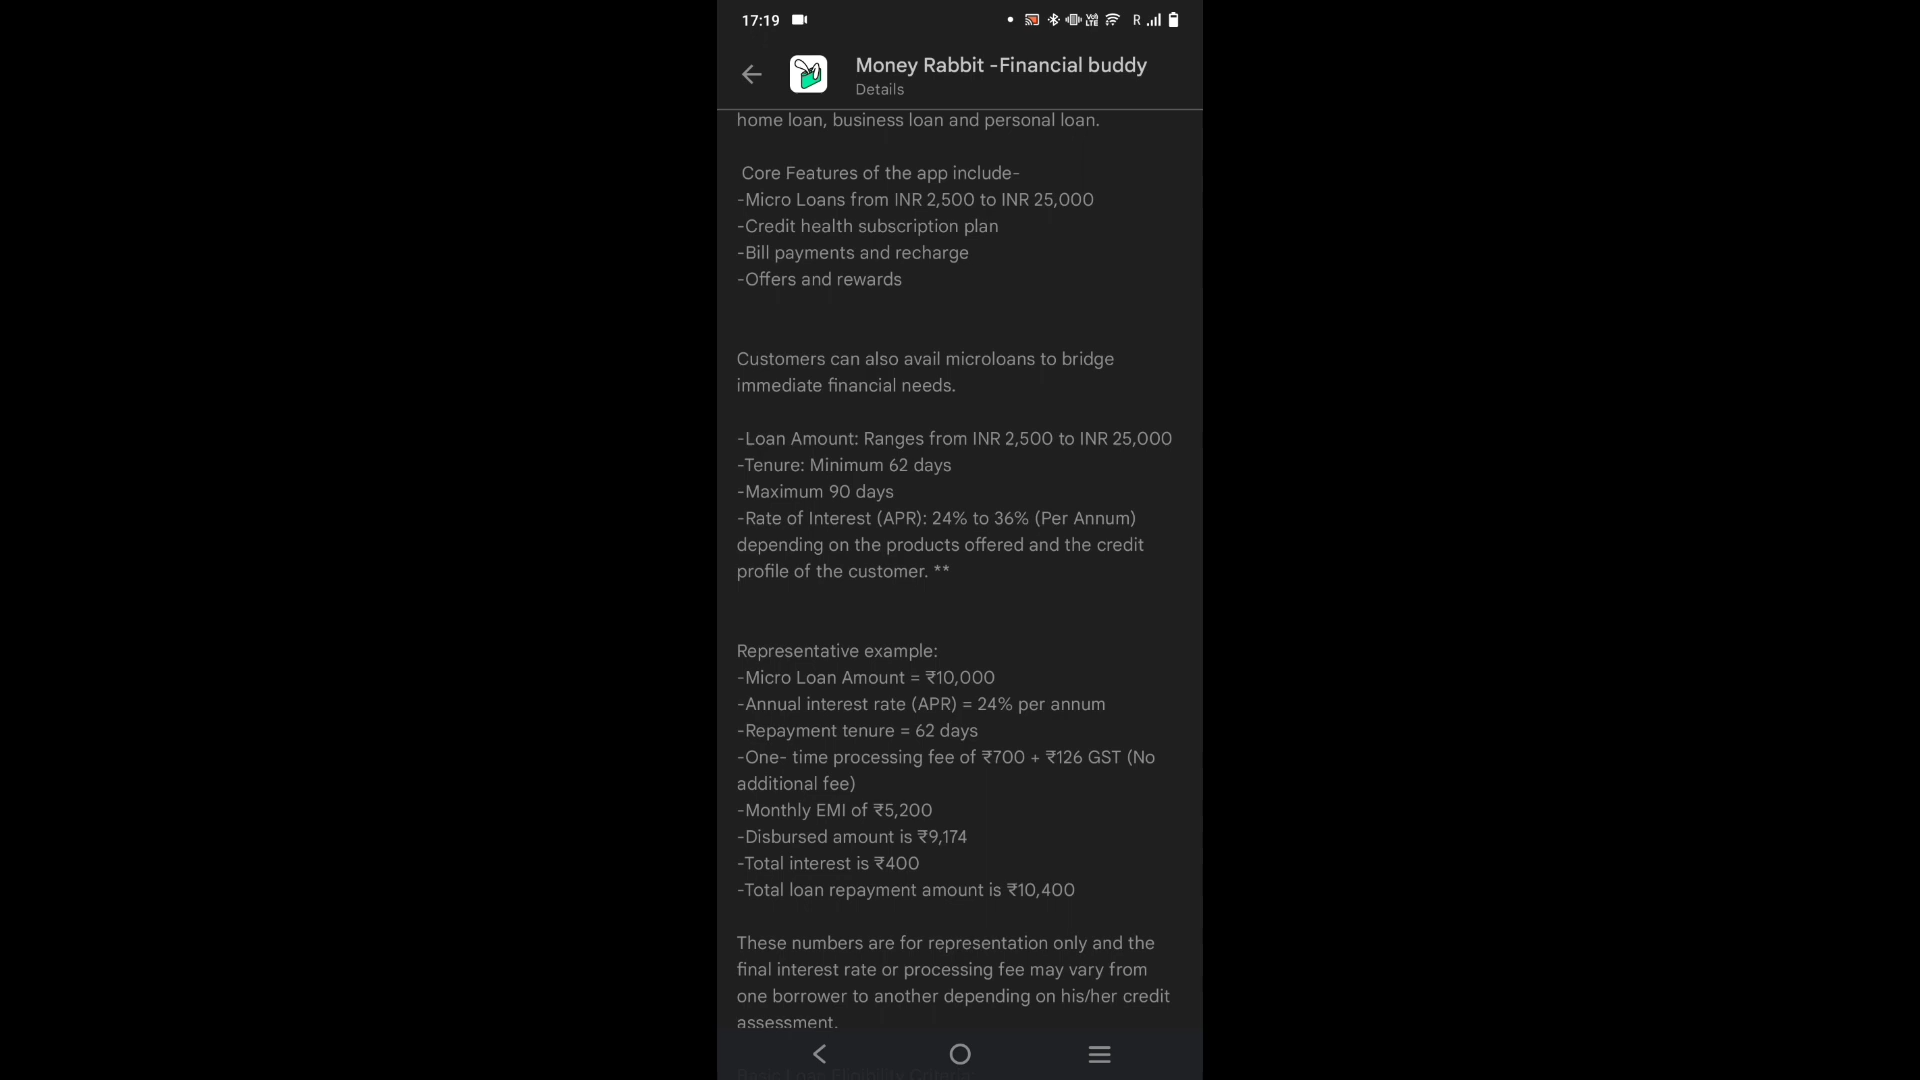 17:19
R
Money Rabbit -Financial buddy
Details
home loan, business loan and personal loan.
Core Features of the app include-
-Micro Loans from INR 2,500 to INR 25,000
-Credit health subscription plan
-Bill payments and recharge
-Offers and rewards
Customers can also avail microloans to bridge
immediate financial needs.
-Loan Amount: Ranges from INR 2,500 to INR 25,000
-Tenure: Minimum 62 days
-Maximum 90 days
-Rate of Interest (APR): 24% to 36% (Per Annum)
depending on the products offered and the credit
profile of the customer. **
Representative example:
-Micro Loan Amount = ₹10,000
-Annual interest rate (APR) = 24% per annum
-Repayment tenure = 62 days
-One- time processing fee of ₹700 + ₹126 GST (No
additional fee)
-Monthly EMI of ₹5,200
-Disbursed amount is ₹9,174
-Total interest is ₹400
-Total loan repayment amount is ₹10,400
These numbers are for representation only and the
final interest rate or processing fee may vary from
one borrower to another depending on his/her credit
assessment.
Basic Loan Eligibility Criteria